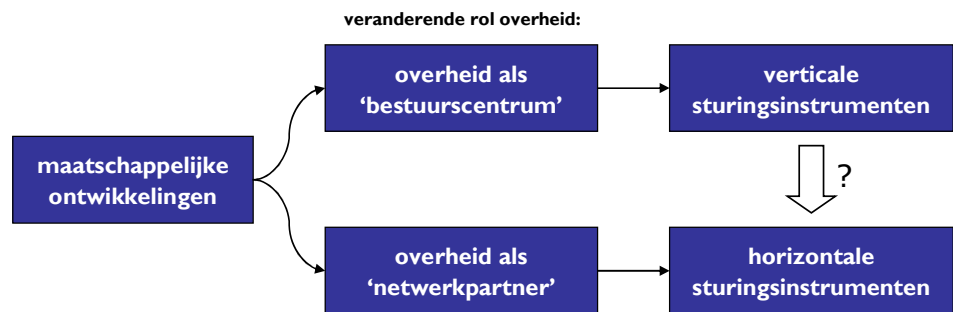 veranderende rol overheid:
overheid als
‘bestuurscentrum’
verticale
sturingsinstrumenten
maatschappelijke
ontwikkelingen
?
overheid als
‘netwerkpartner’
horizontale
sturingsinstrumenten